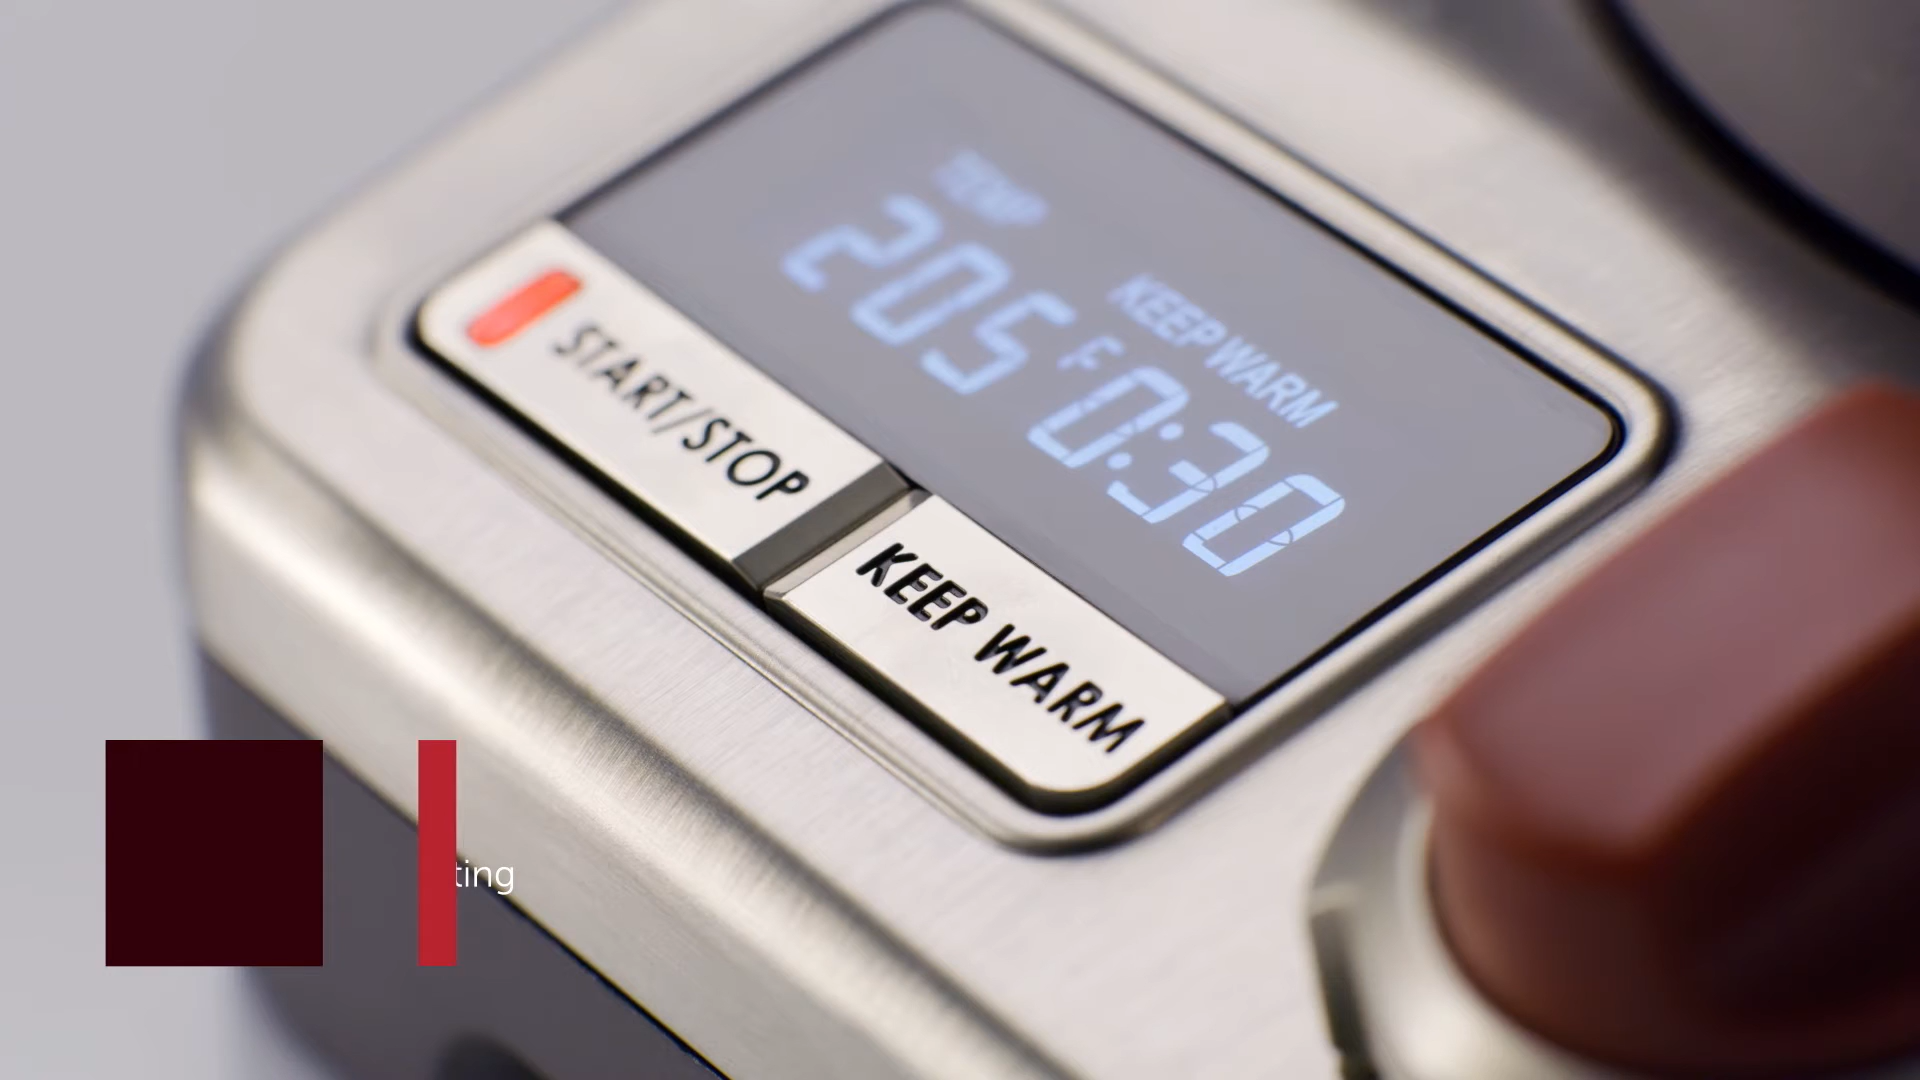 TEMP
KEEP WARM
205 F 0:30
START/STOP
KEEP WARM
ting